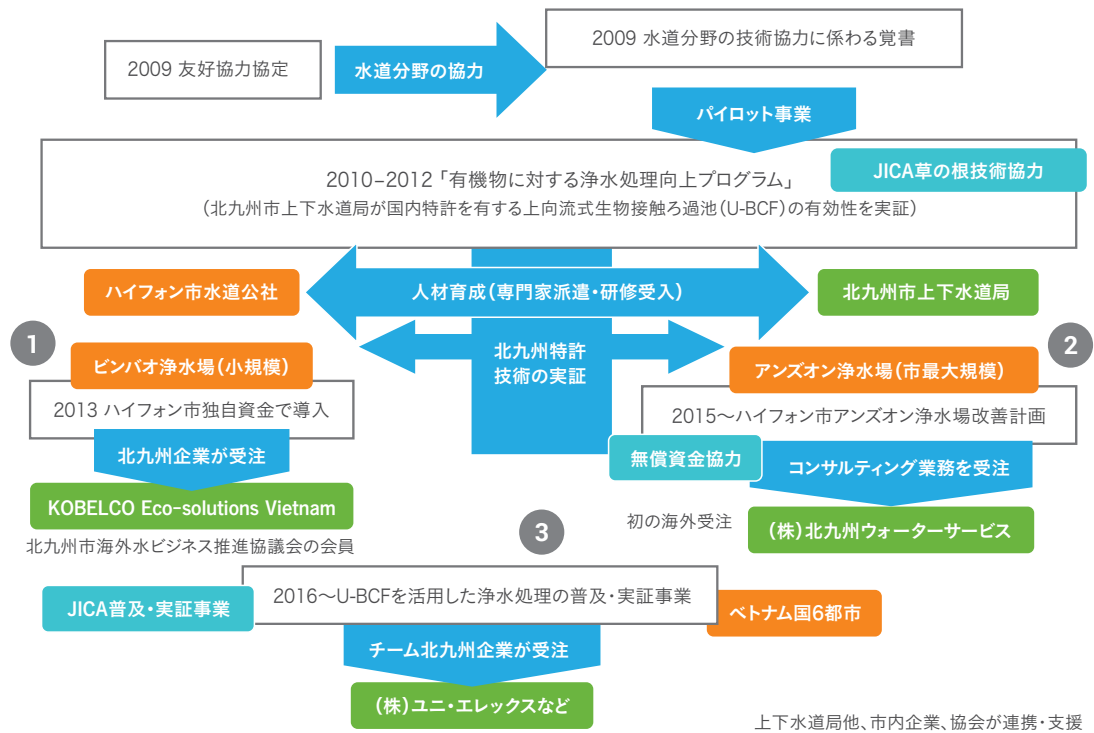 2009 友好協力協定
水道分野の協力
2009 水道分野の技術協力に係わる覚書
パイロット事業
JICA草の根技術協力
2010–2012 「有機物に対する浄水処理向上プログラム」
（北九州市上下水道局が国内特許を有する上向流式生物接触ろ過池（U-BCF）の有効性を実証）
ハイフォン市水道公社
人材育成（専門家派遣・研修受入）
北九州市上下水道局
北九州特許
技術の実証
1
ビンバオ浄水場（小規模）
2013 ハイフォン市独自資金で導入
北九州企業が受注
KOBELCO Eco-solutions Vietnam
北九州市海外水ビジネス推進協議会の会員
2
アンズオン浄水場（市最大規模）
2015～ハイフォン市アンズオン浄水場改善計画
無償資金協力
コンサルティング業務を受注
初の海外受注
（株）北九州ウォーターサービス
3
2016～U-BCFを活用した浄水処理の普及・実証事業
JICA普及・実証事業
ベトナム国6都市
チーム北九州企業が受注
（株）ユニ・エレックスなど
上下水道局他、市内企業、協会が連携・支援